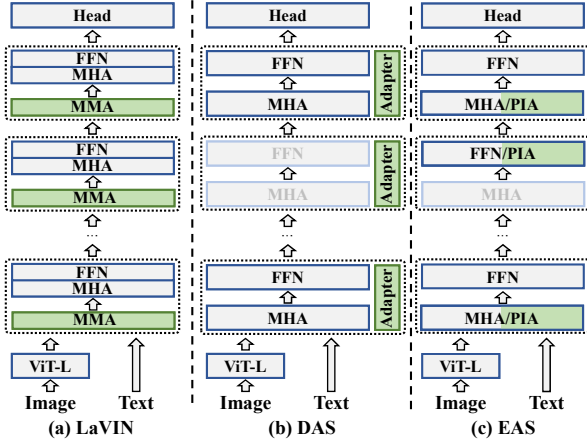 Head
FFN
MHA
MMA
FFN
MHA
MMA
...
...
FFN
MHA
MMA
ViT-L
Image Text
(a) LaVIN
Head
FFN
MHA
Adapter
FFN
MHA
Adapter
...
...
FFN
MHA
Adapter
ViT-L
Image Text
(b) DAS
Head
FFN
MHA/PIA
FFN/PIA
MHA
...
...
FFN
MHA/PIA
ViT-L
Image Text
(c) EAS